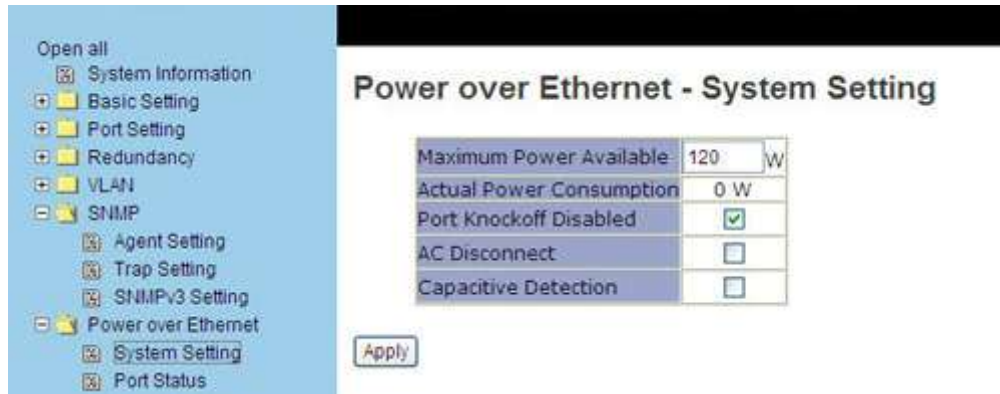 Open all
System Information
Basic Setting
Port Setting
Redundancy
VLAN
SNMP
Agent Setting
Trap Setting
SNMPv3 Setting
Power over Ethernet
System Setting
Port Status
Power over Ethernet - System Setting
Maximum Power Available 120 W
Actual Power Consumption 0 W
Port Knockoff Disabled
AC Disconnect
Capacitive Detection
Apply